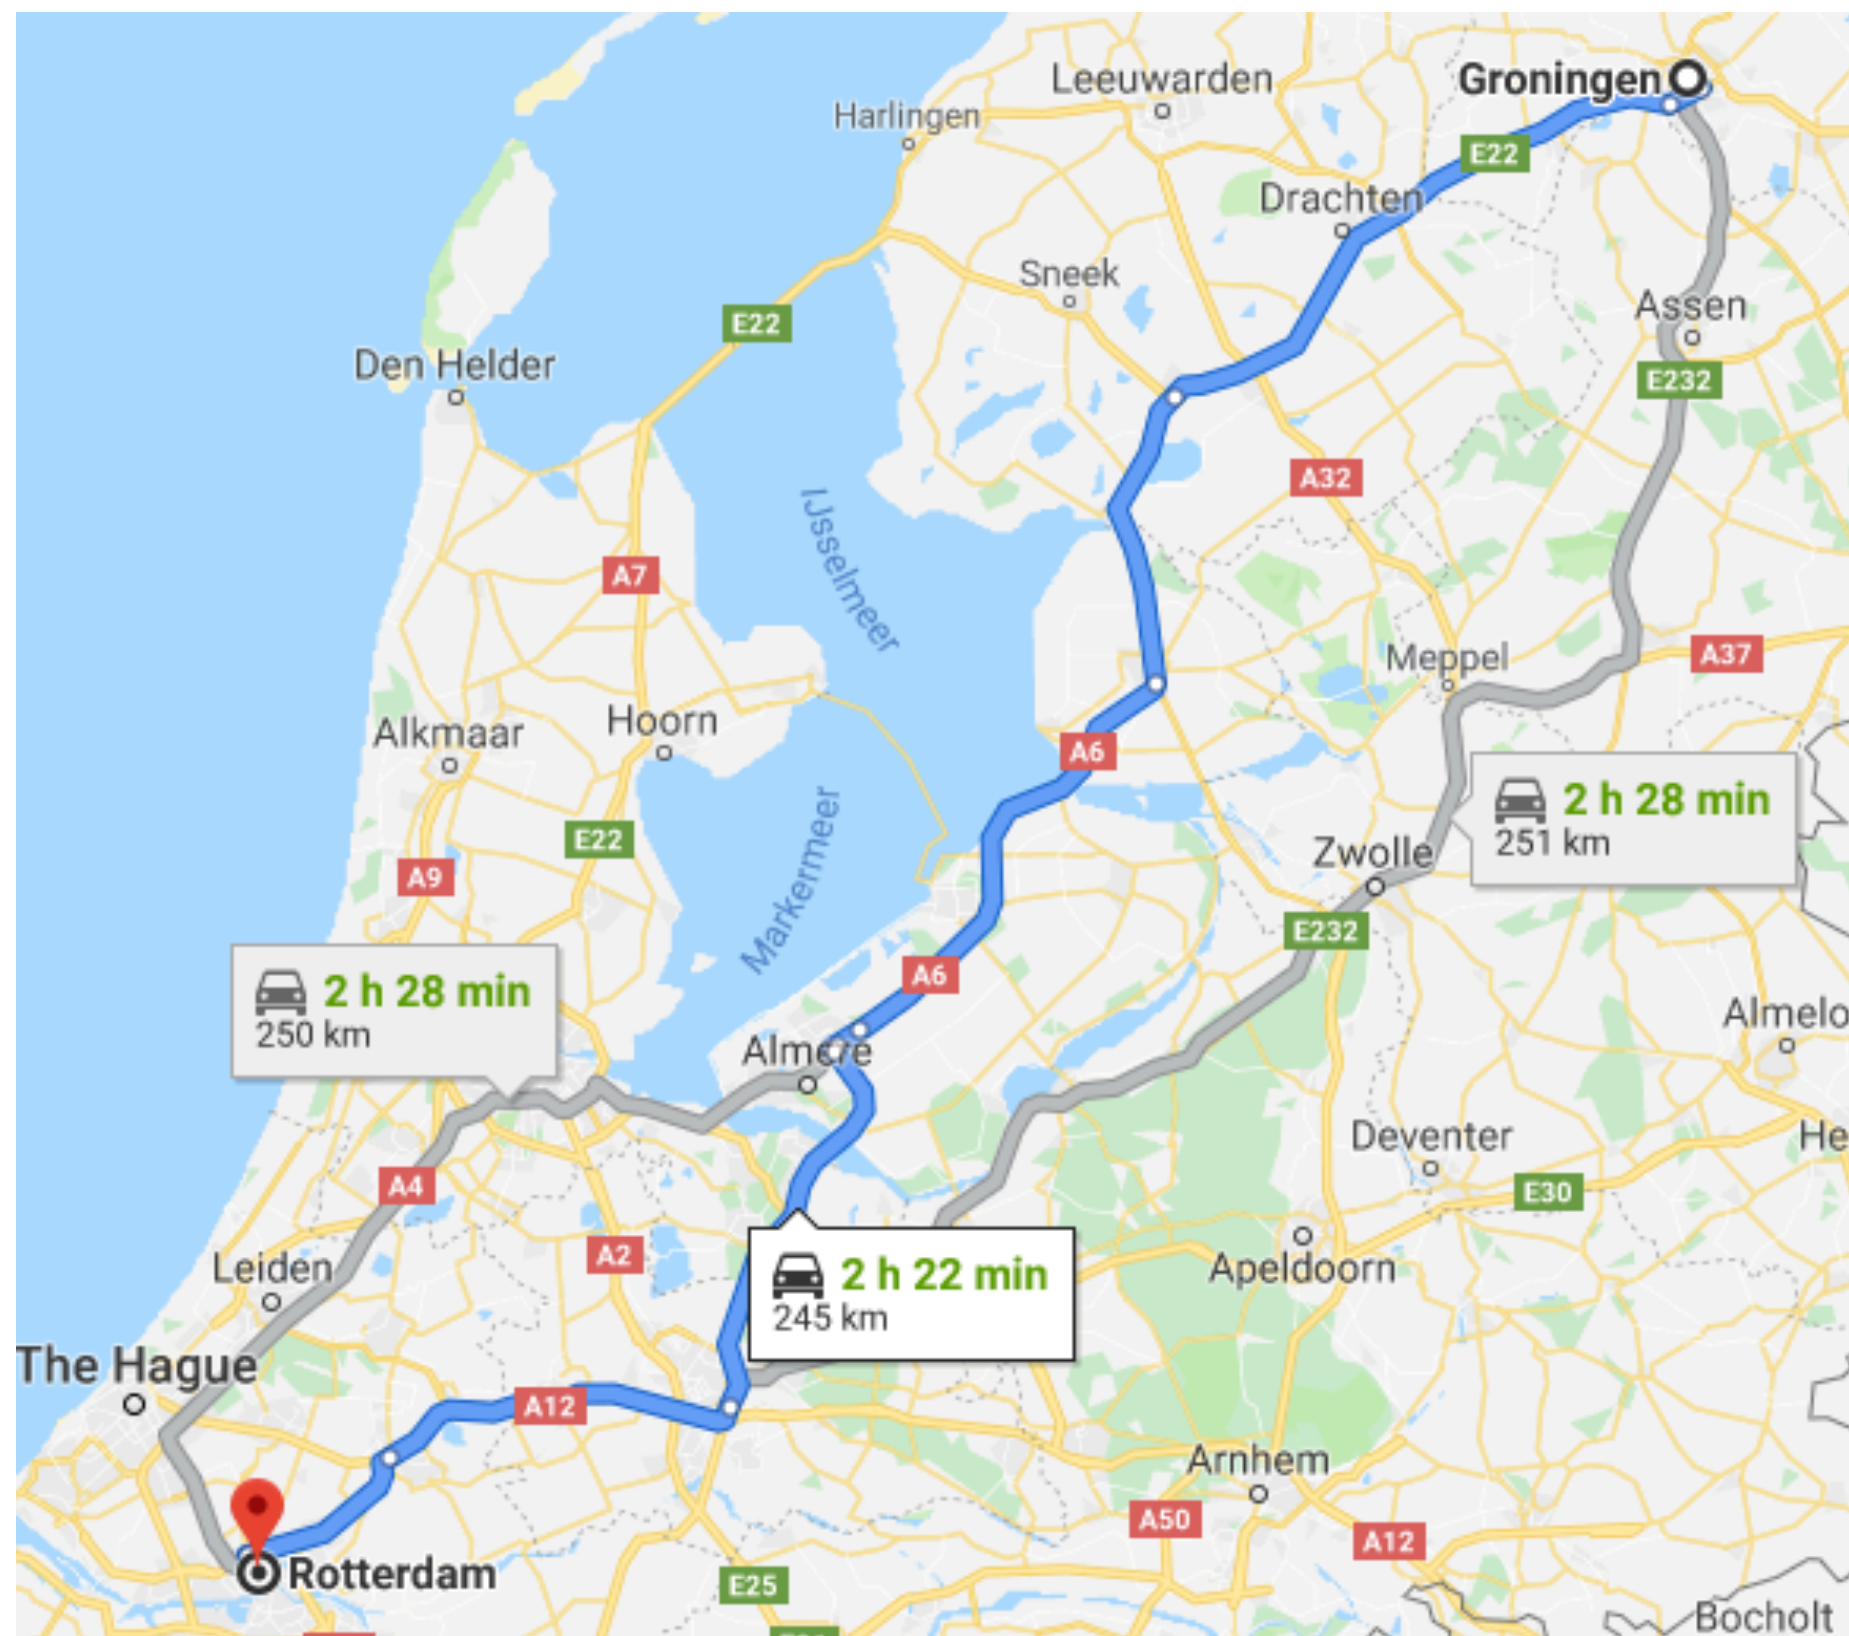 Leeuwarden
Groningen
Harlingen
E22
Drachten
Sneek
Assen
E22
Den Helder
E232
A32
IJsselmeer
A7
Meppel
A37
Alkmaar
Hoorn
A6
2 h 28 min
251 km
E22
Zwolle
A9
Markermeer
E232
A6
2 h 28 min
250 km
Almelo
Almere
Deventer
He
A4
E30
A2
Leiden
Apeldoorn
2 h 22 min
245 km
The Hague
A12
Arnhem
A50
A12
Rotterdam
E25
Bocholt